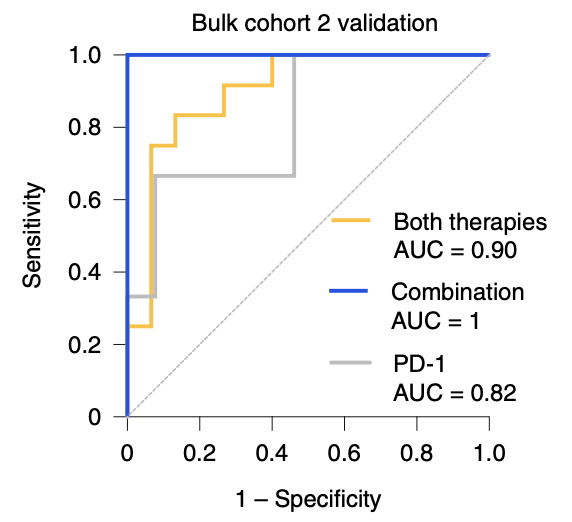 Bulk cohort 2 validation
1.0
0.8
0.6
0.4
0.2
0
Sensitivity
Both therapies
AUC = 0.90
Combination
AUC = 1
PD-1
AUC = 0.82
0 0.2 0.4 0.6 0.8 1.0
1 – Specificity